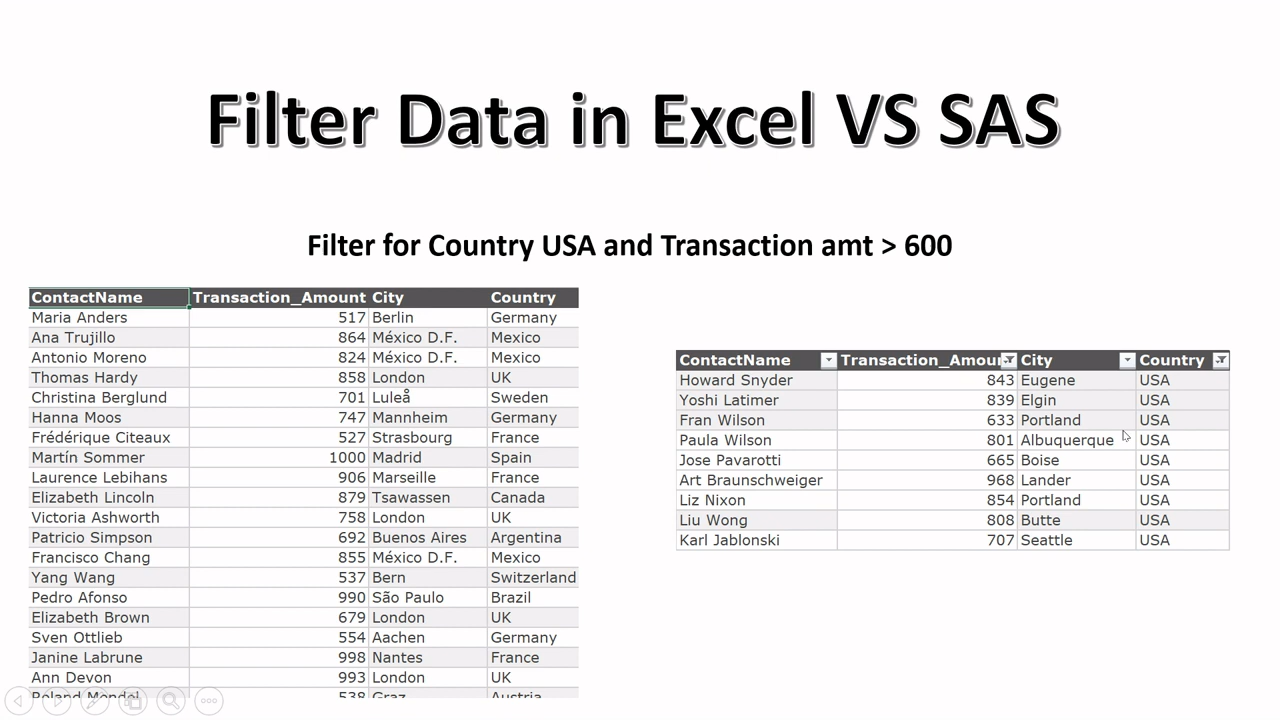 Filter Data in Excel VS SAS
Filter for Country USA and Transaction amt > 600
ContactName Transaction_Amount City Country
Maria Anders 517 Berlin Germany
Ana Trujillo 864 México D.F. Mexico
Antonio Moreno 824 México D.F. Mexico
Thomas Hardy 858 London UK
Christina Berglund 701 Luleå Sweden
Hanna Moos 747 Mannheim Germany
Frédérique Citeaux 527 Strasbourg France
Martín Sommer 1000 Madrid Spain
Laurence Lebihans 906 Marseille France
Elizabeth Lincoln 879 Tsawassen Canada
Victoria Ashworth 758 London UK
Patricio Simpson 692 Buenos Aires Argentina
Francisco Chang 855 México D.F. Mexico
Yang Wang 537 Bern Switzerland
Pedro Afonso 990 São Paulo Brazil
Elizabeth Brown 679 London UK
Sven Ottlieb 554 Aachen Germany
Janine Labrune 998 Nantes France
Ann Devon 993 London UK
Roland Mendel 538 Graz Austria
ContactName Transaction_Amoun City Country
Howard Snyder 843 Eugene USA
Yoshi Latimer 839 Elgin USA
Fran Wilson 633 Portland USA
Paula Wilson 801 Albuquerque USA
Jose Pavarotti 665 Boise USA
Art Braunschweiger 968 Lander USA
Liz Nixon 854 Portland USA
Liu Wong 808 Butte USA
Karl Jablonski 707 Seattle USA